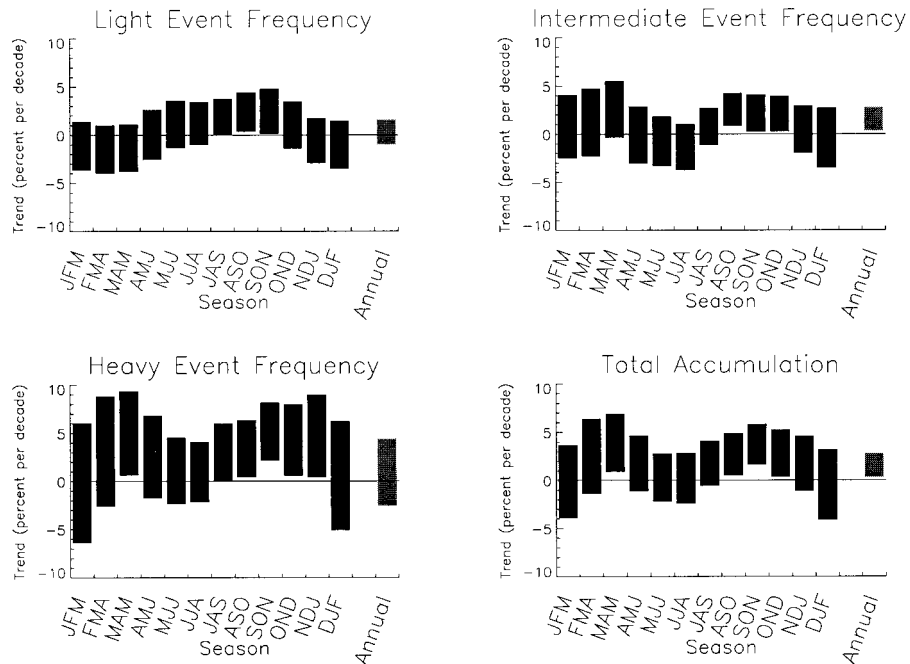 Light Event Frequency
Trend (percent per decade)
10
5
0
-5
-10
JFM
FMA
MAM
AMJ
MJJ
JJA
JAS
ASO
SON
OND
NDJ
DJF
Annual
Season
Intermediate Event Frequency
Trend (percent per decade)
10
5
0
-5
-10
JFM
FMA
MAM
AMJ
MJJ
JJA
JAS
ASO
SON
OND
NDJ
DJF
Annual
Season
Heavy Event Frequency
Trend (percent per decade)
10
5
0
-5
-10
JFM
FMA
MAM
AMJ
MJJ
JJA
JAS
ASO
SON
OND
NDJ
DJF
Annual
Season
Total Accumulation
Trend (percent per decade)
10
5
0
-5
-10
JFM
FMA
MAM
AMJ
MJJ
JJA
JAS
ASO
SON
OND
NDJ
DJF
Annual
Season